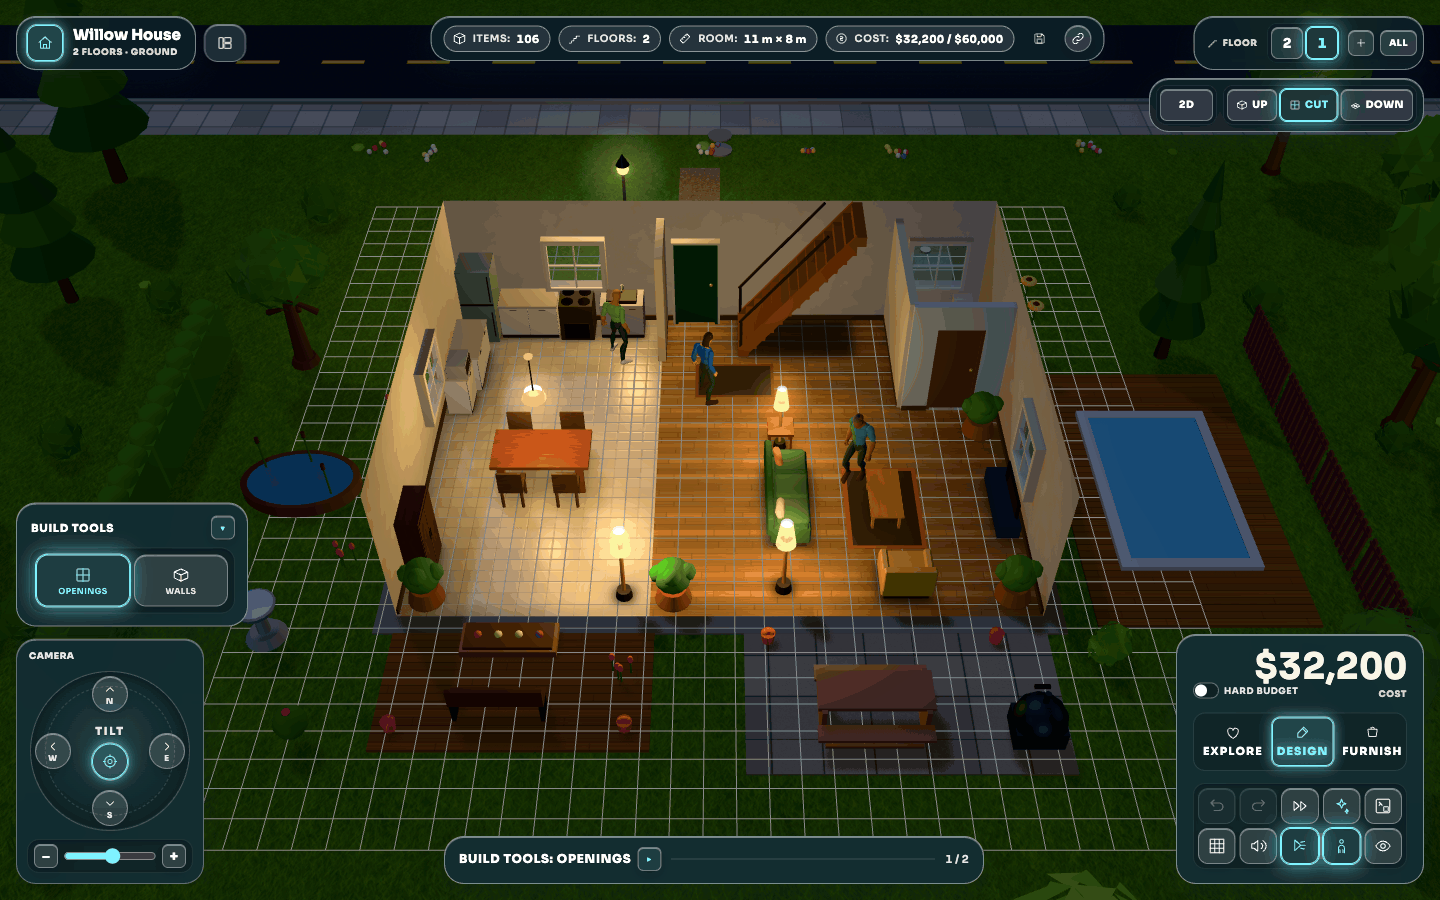 Willow House
2 FLOORS • GROUND
ITEMS: 106
FLOORS: 2
ROOM: 11 m × 8 m
COST: $32,200 / $60,000
FLOOR
2
1
+
ALL
2D
UP
CUT
DOWN
BUILD TOOLS
OPENINGS
WALLS
CAMERA
N
TILT
W
E
S
$32,200
HARD BUDGET
COST
EXPLORE
DESIGN
FURNISH
BUILD TOOLS: OPENINGS
1 / 2